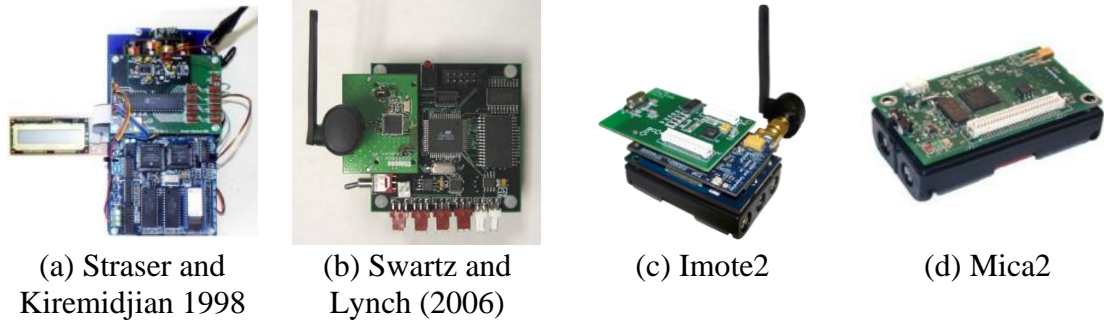 (a) Straser and
Kiremidjian 1998
(b) Swartz and
Lynch (2006)
(c) Imote2
(d) Mica2